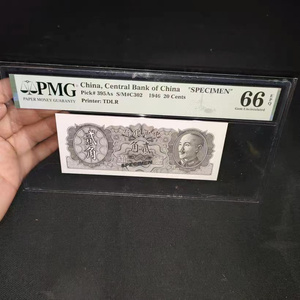 PMG
PAPER MONEY GUARANTY
China, Central Bank of China "SPECIMEN"
Pick# 395As S/M#C302 1946 20 Cents
Printer: TDLR
66 EPQ
Gem Uncirculated
SPECIMEN